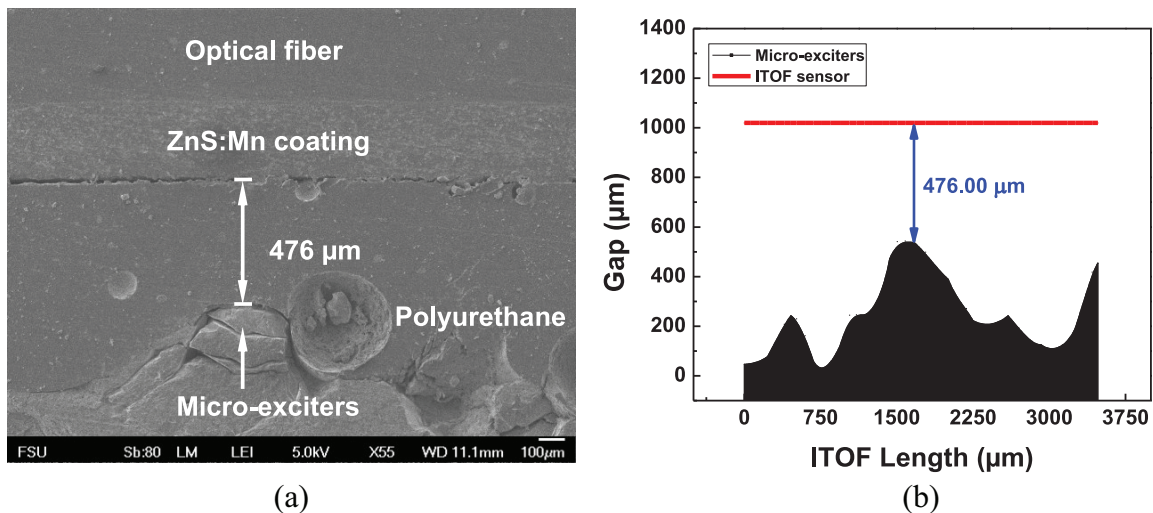 Optical fiber
ZnS:Mn coating
476 µm
Polyurethane
Micro-exciters
FSU Sb:80 LM LEI 5.0kV X55 WD 11.1mm 100µm
(a)
1400
1200
1000
800
600
400
200
0
Gap (µm)
Micro-exciters
ITOF sensor
476.00 µm
0 750 1500 2250 3000 3750
ITOF Length (µm)
(b)